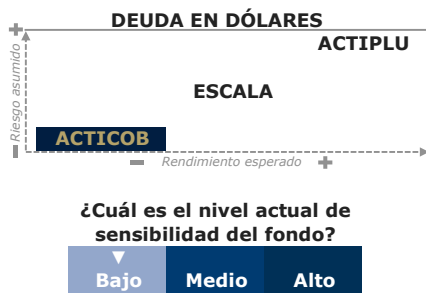 DEUDA EN DÓLARES
ACTIPLU
Riesgo asumido
ESCALA
ACTICOB
Rendimiento esperado
¿Cuál es el nivel actual de
sensibilidad del fondo?
Bajo Medio Alto